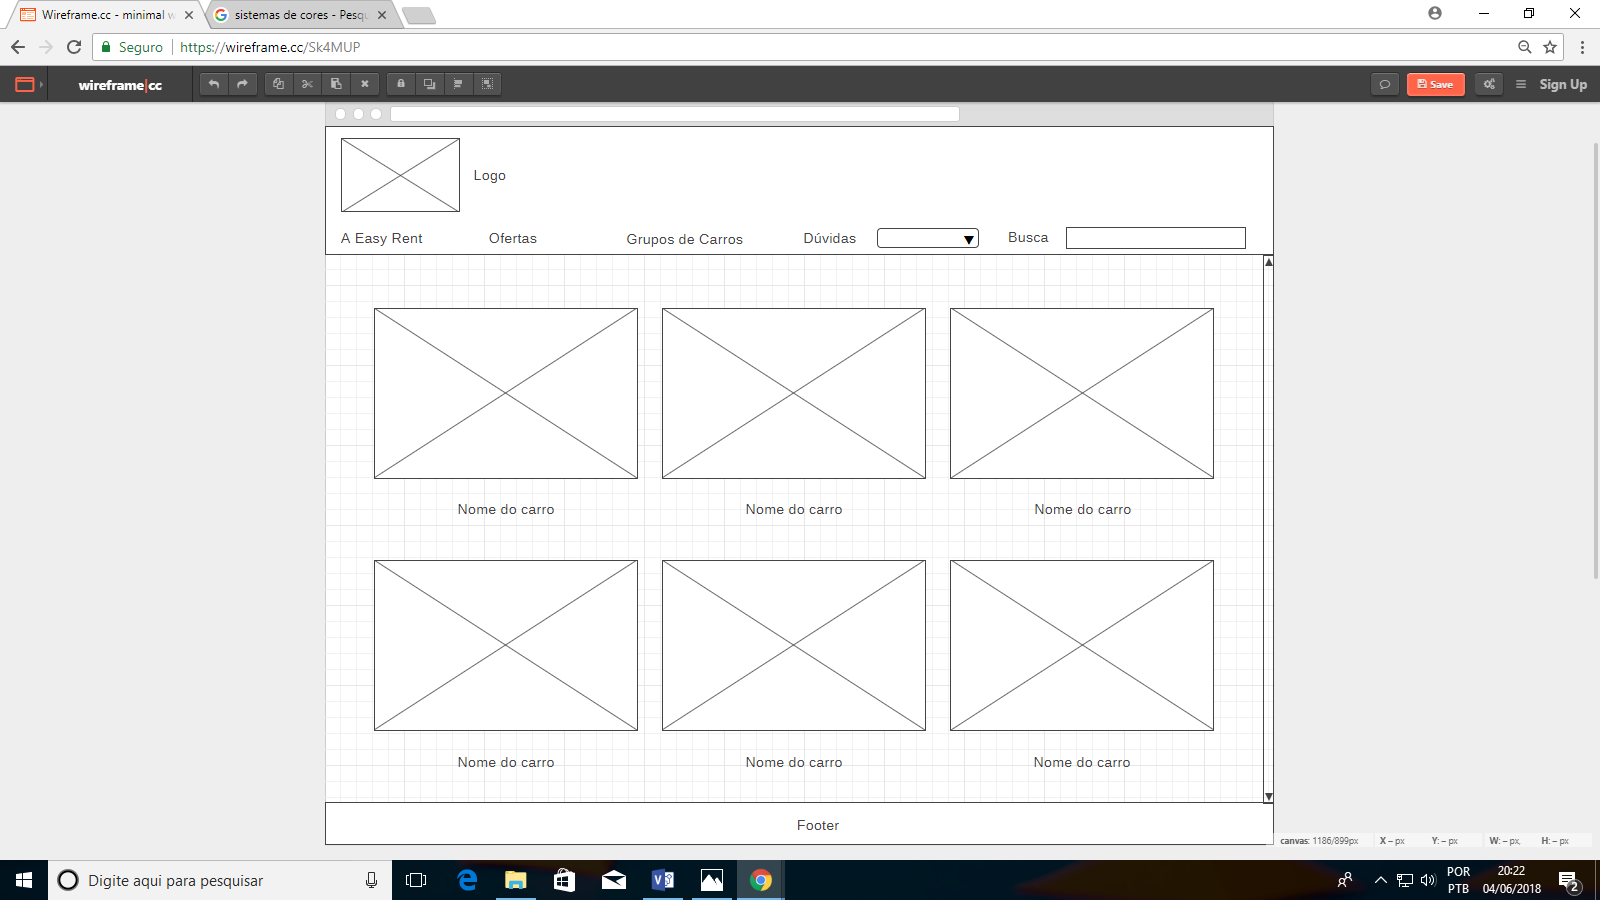 Wireframe.cc - minimal w
sistemas de cores - Pesqu
Seguro
https://wireframe.cc/Sk4MUP
wireframe|cc
Save
Sign Up
Logo
A Easy Rent
Ofertas
Grupos de Carros
Dúvidas
Busca
Nome do carro
Nome do carro
Nome do carro
Nome do carro
Nome do carro
Nome do carro
Footer
canvas: 1186/899px
X – px
Y: – px
W: – px,
H: – px
Digite aqui para pesquisar
POR
PTB
20:22
04/06/2018
2